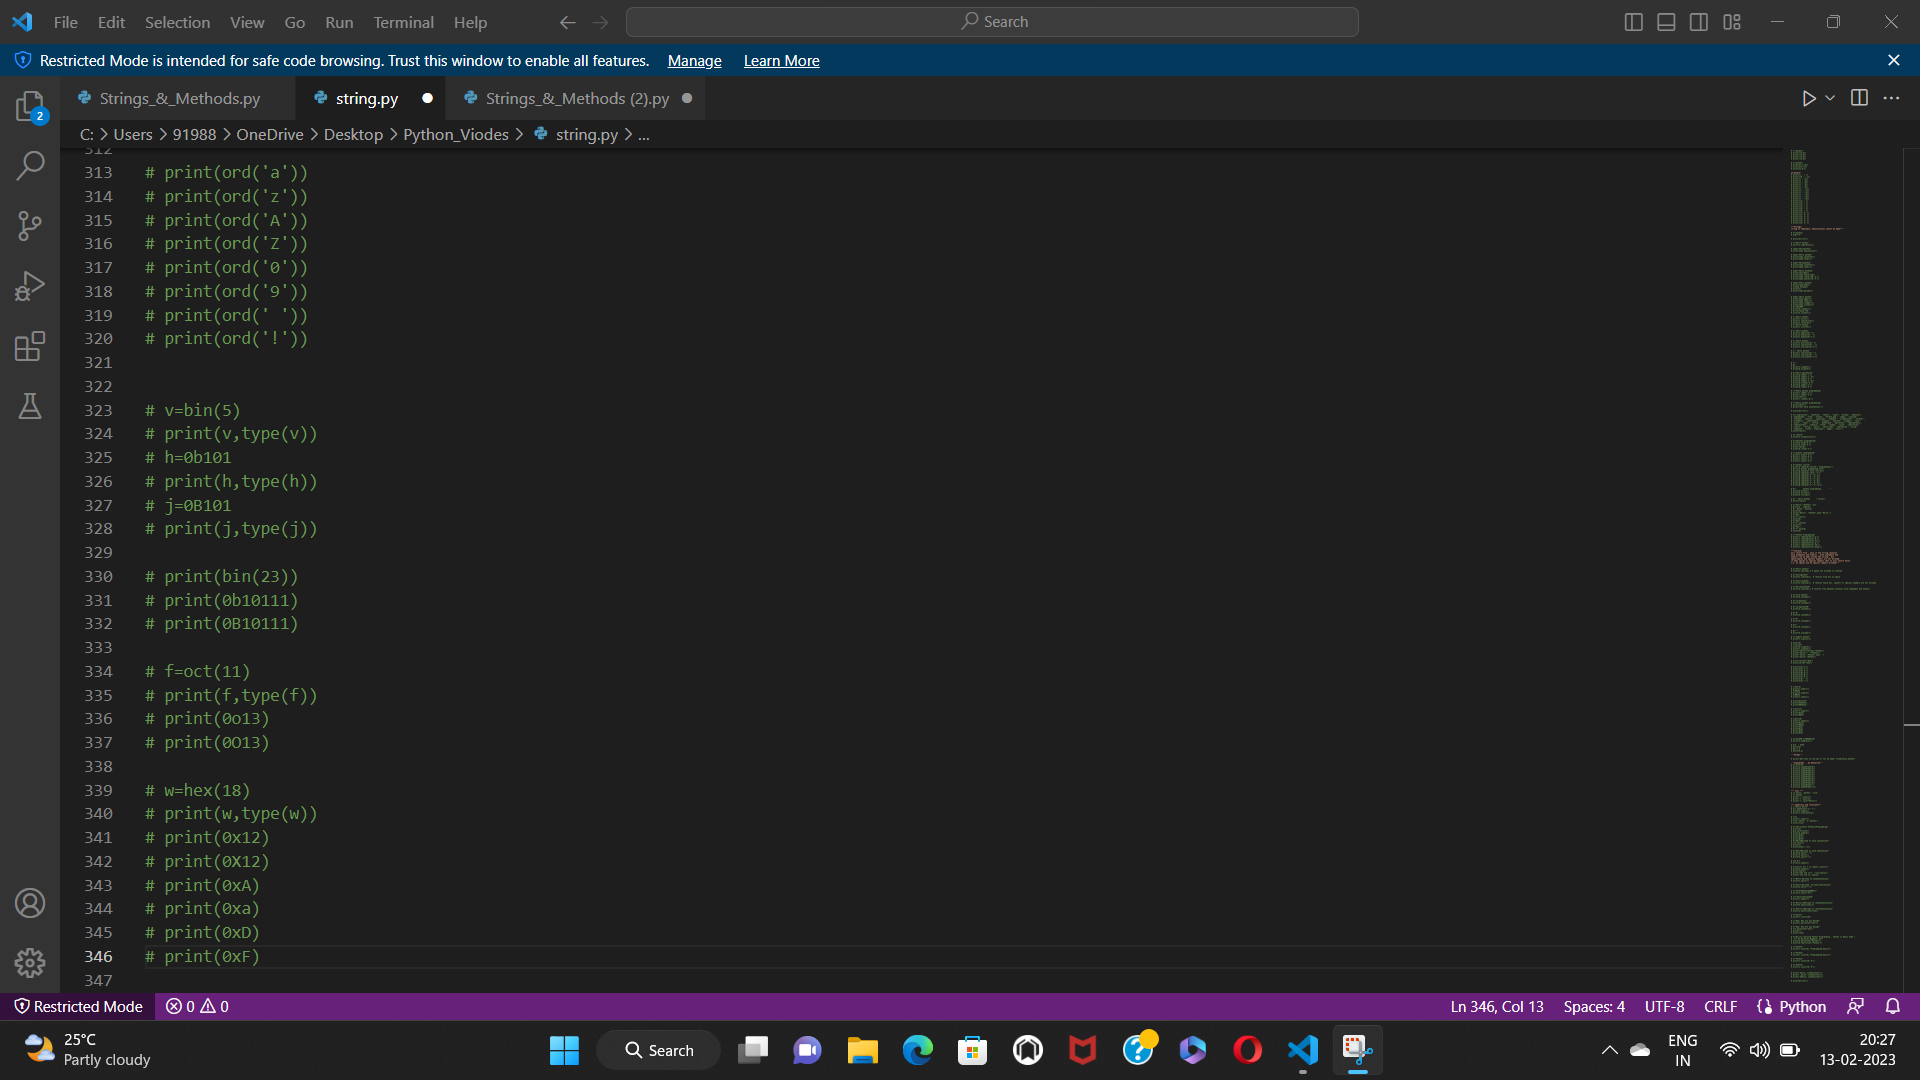 File Edit Selection View Go Run Terminal Help Search
Restricted Mode is intended for safe code browsing. Trust this window to enable all features. Manage Learn More
Strings_&_Methods.py string.py Strings_&_Methods (2).py
2
C: > Users > 91988 > OneDrive > Desktop > Python_Viodes > string.py > ...
312
313 # print(ord('a'))
314 # print(ord('z'))
315 # print(ord('A'))
316 # print(ord('Z'))
317 # print(ord('0'))
318 # print(ord('9'))
319 # print(ord(' '))
320 # print(ord('!'))
321
322
323 # v=bin(5)
324 # print(v,type(v))
325 # h=0b101
326 # print(h,type(h))
327 # j=0B101
328 # print(j,type(j))
329
330 # print(bin(23))
331 # print(0b10111)
332 # print(0B10111)
333
334 # f=oct(11)
335 # print(f,type(f))
336 # print(0o13)
337 # print(0O13)
338
339 # w=hex(18)
340 # print(w,type(w))
341 # print(0x12)
342 # print(0X12)
343 # print(0xA)
344 # print(0xa)
345 # print(0xD)
346 # print(0xF)
347
Restricted Mode 0 0 Ln 346, Col 13 Spaces: 4 UTF-8 CRLF Python
25°C
Partly cloudy
Search
ENG
IN
20:27
13-02-2023